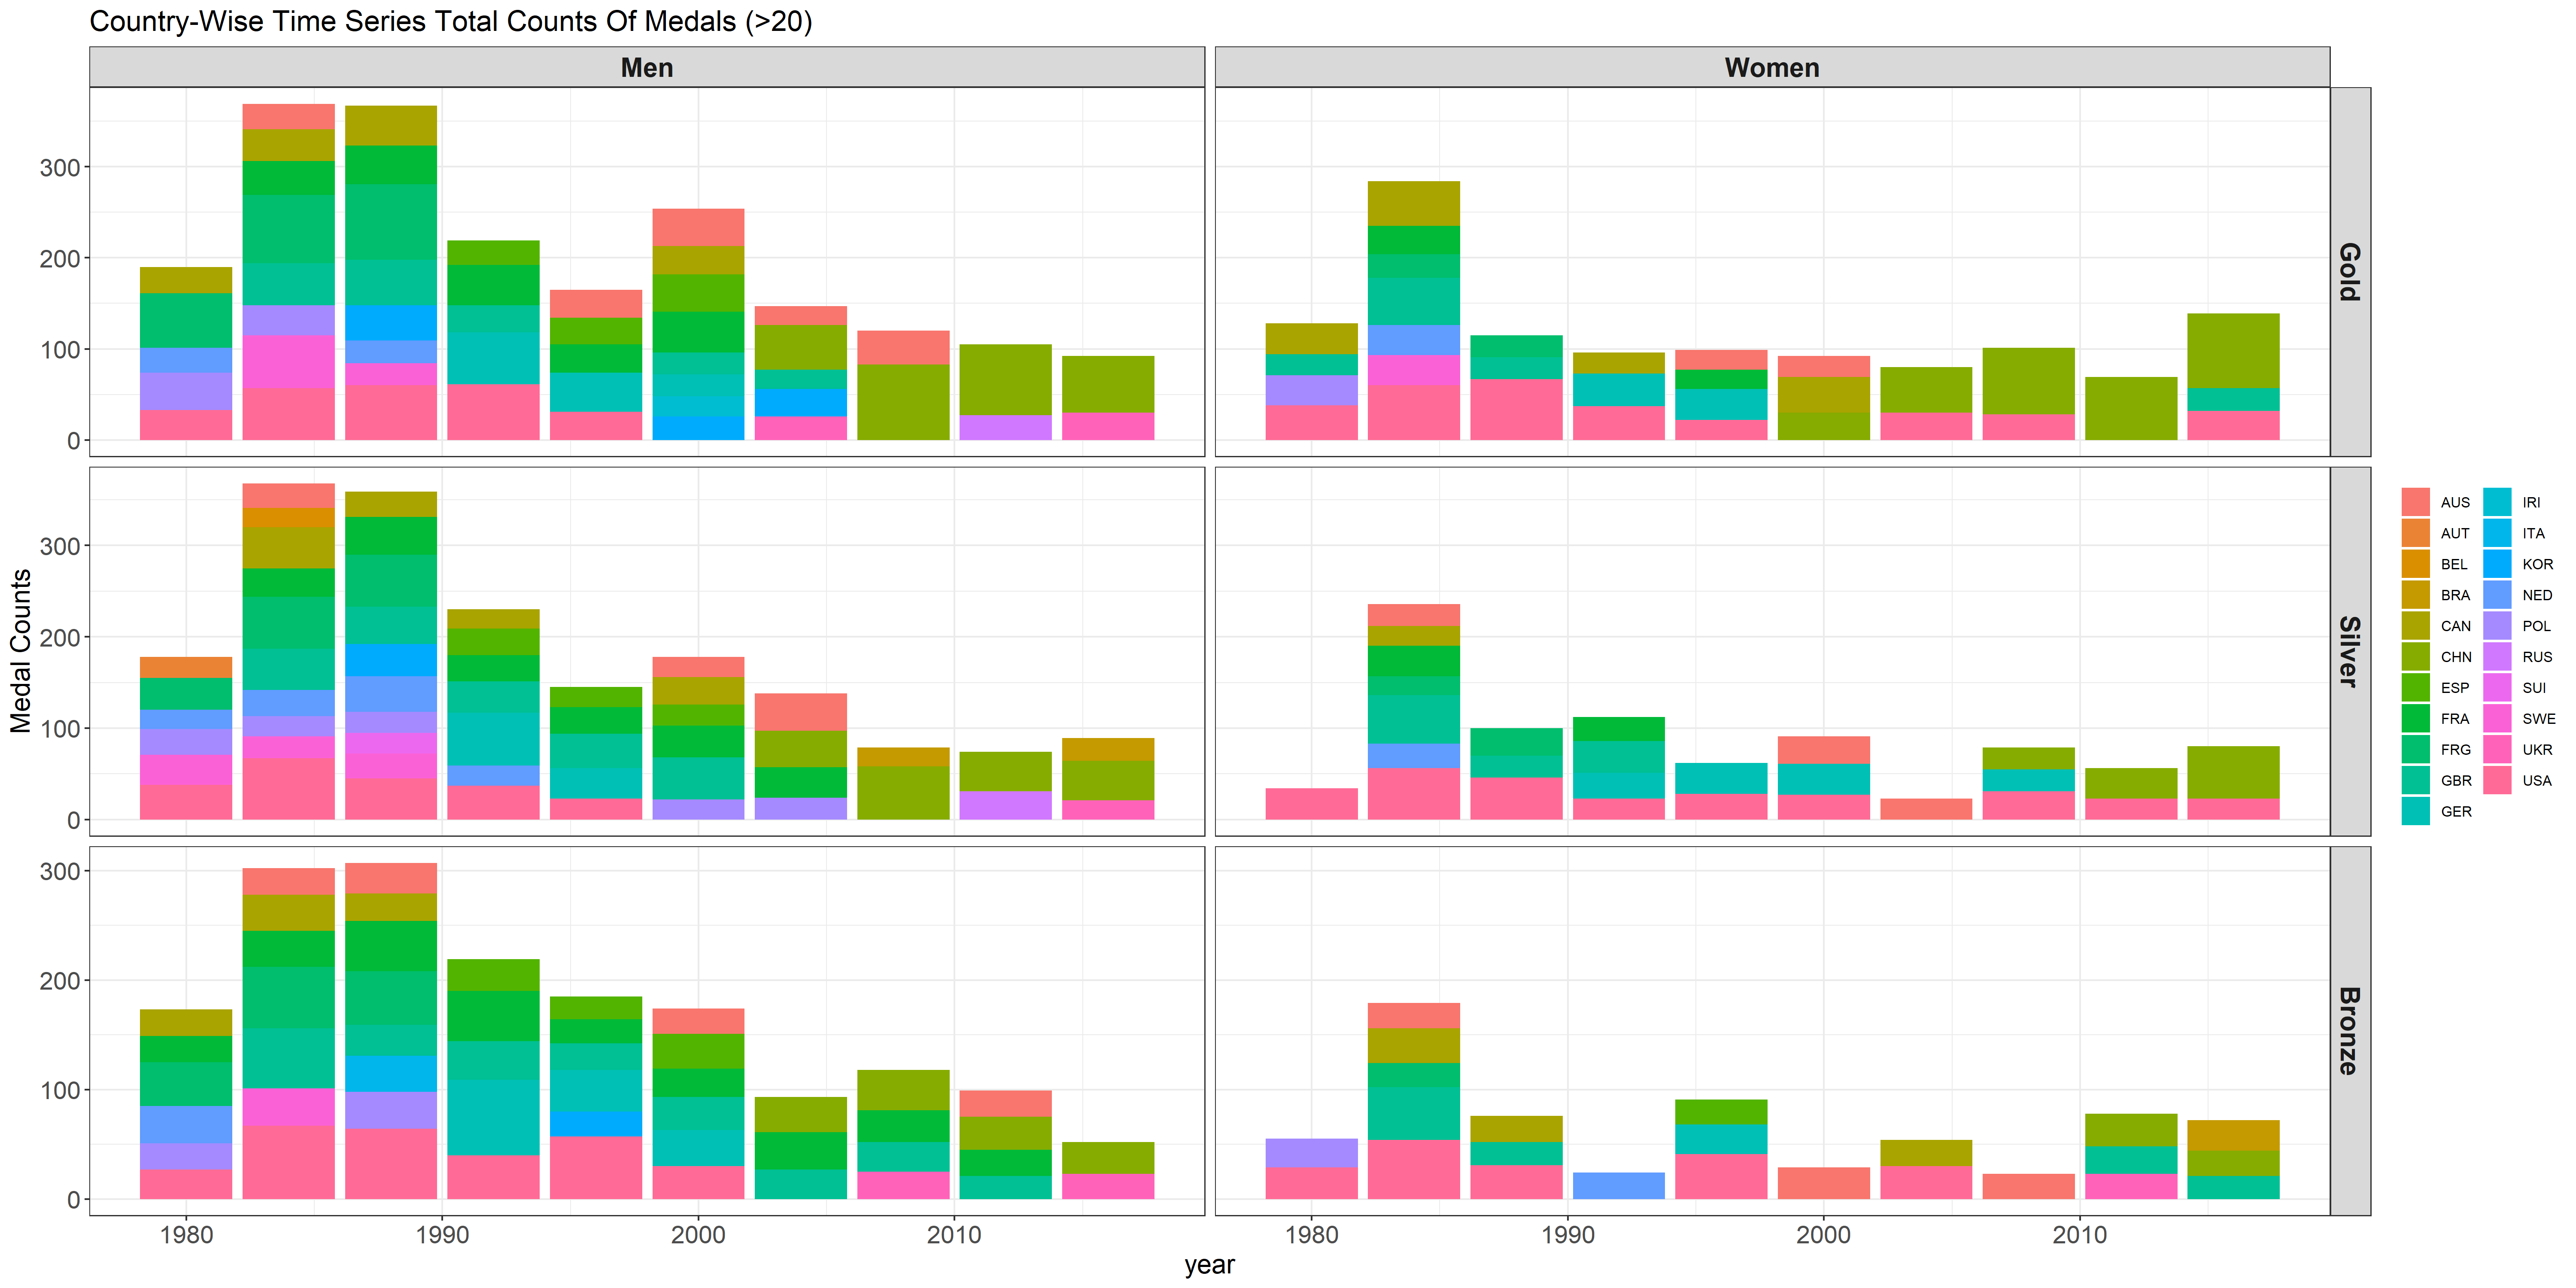 Country-Wise Time Series Total Counts Of Medals (>20)
Men
Women
300
200
100
0
Gold
300
200
100
0
Silver
300
200
100
0
Bronze
Medal Counts
1980
1990
2000
2010
1980
1990
2000
2010
year
AUS
AUT
BEL
BRA
CAN
CHN
ESP
FRA
FRG
GBR
GER
IRI
ITA
KOR
NED
POL
RUS
SUI
SWE
UKR
USA